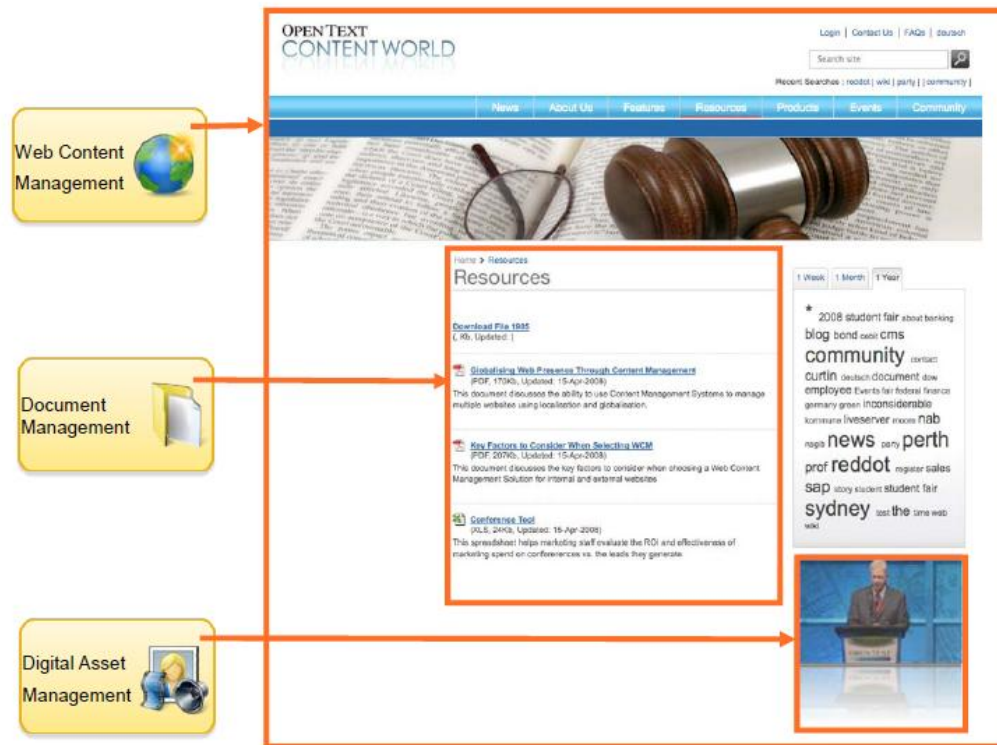 OPEN TEXT
CONTENT WORLD
Login | Contact Us | FAQs | deutsch
Search site
Recent Searches | reddot | wiki | party | | community |
News About Us Features Resources Products Events Community
Web Content
Management
Home > Resources
Resources
Download File 1985
(, Kb, Updated: )
Globalising Web Presence Through Content Management
(PDF, 170Kb, Updated: 15-Apr-2008)
This document discusses the ability to use Content Management Systems to manage
multiple websites using localisation and globalisation.
Key Factors to Consider When Selecting WCM
(PDF, 207Kb, Updated: 15-Apr-2008)
This document discusses the key factors to consider when choosing a Web Content
Management Solution for internal and external websites
Conference Tool
(XLS, 24Kb, Updated: 15-Apr-2008)
This spreadsheet helps marketing staff evaluate the ROI and effectiveness of
marketing spend on conferences vs. the leads they generate
1 Week 1 Month 1 Year
* 2008 student fair about banking
blog bond debit cms
community contact
curtin deutsch document dow
employee Events fair federal finance
germany green inconsiderable
kommune liveserver moore nab
news party perth
prof reddot register sales
sap story student student fair
sydney test the time web
wiki
Document
Management
Digital Asset
Management
OPEN TEXT